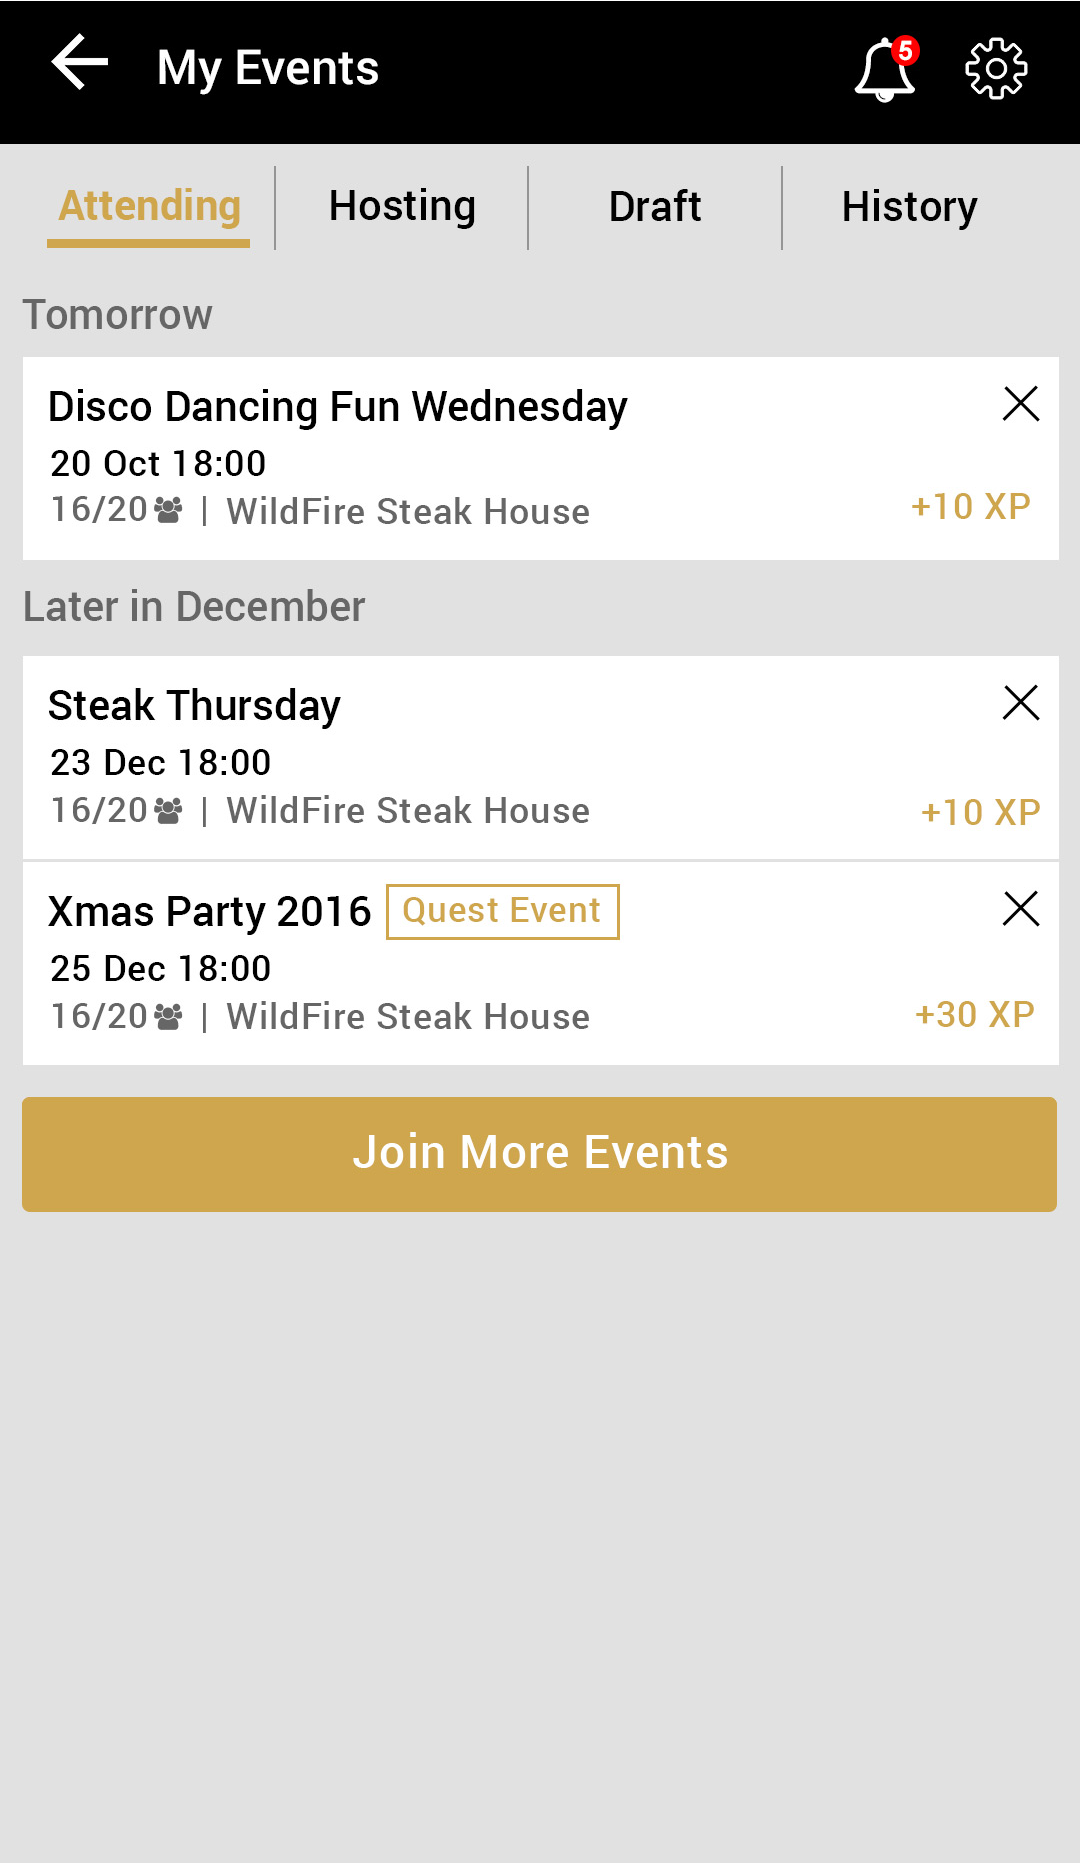 My Events
5
Attending
Hosting
Draft
History
Tomorrow
Disco Dancing Fun Wednesday
20 Oct 18:00
16/20 | WildFire Steak House
+10 XP
Later in December
Steak Thursday
23 Dec 18:00
16/20 | WildFire Steak House
+10 XP
Xmas Party 2016 Quest Event
25 Dec 18:00
16/20 | WildFire Steak House
+30 XP
Join More Events